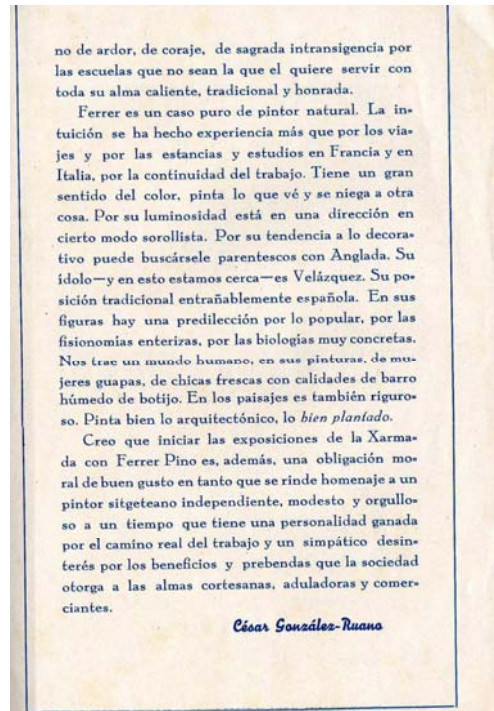 no de ardor, de coraje, de sagrada intransigencia por
las escuelas que no sean la que el quiere servir con
toda su alma caliente, tradicional y honrada.
Ferrer es un caso puro de pintor natural. La in-
tuición se ha hecho experiencia más que por los via-
jes y por las estancias y estudios en Francia y en
Italia, por la continuidad del trabajo. Tiene un gran
sentido del color, pinta lo que vé y se niega a otra
cosa. Por su luminosidad está en una dirección en
cierto modo sorollista. Por su tendencia a lo decora-
tivo puede buscársele parentescos con Anglada. Su
ídolo—y en esto estamos cerca—es Velázquez. Su po-
sición tradicional entrañablemente española. En sus
figuras hay una predilección por lo popular, por las
fisionomías enterizas, por las biologías muy concretas.
Nos trae un mundo humano, en sus pinturas, de mu-
jeres guapas, de chicas frescas con calidades de barro
húmedo de botijo. En los paisajes es también riguro-
so. Pinta bien lo arquitectónico, lo bien plantado.
Creo que iniciar las exposiciones de la Xarma-
da con Ferrer Pino es, además, una obligación mo-
ral de buen gusto en tanto que se rinde homenaje a un
pintor sitgeteano independiente, modesto y orgullo-
so a un tiempo que tiene una personalidad ganada
por el camino real del trabajo y un simpático desin-
terés por los beneficios y prebendas que la sociedad
otorga a las almas cortesanas, aduladoras y comer-
ciantes.
César González-Ruano